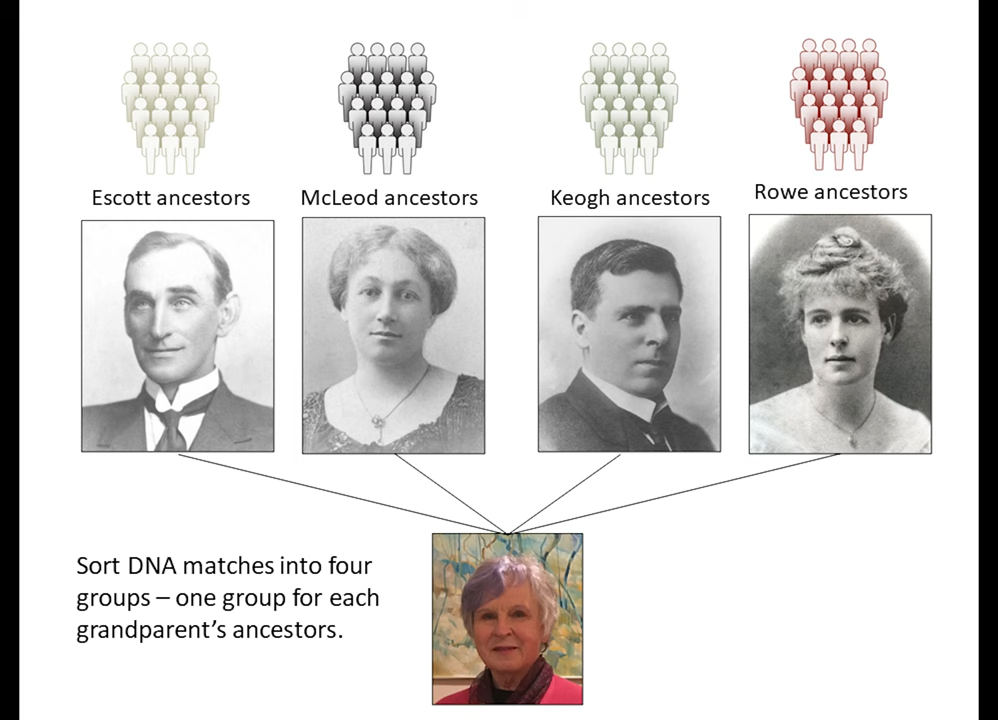 Escott ancestors
McLeod ancestors
Keogh ancestors
Rowe ancestors
Sort DNA matches into four
groups – one group for each
grandparent's ancestors.